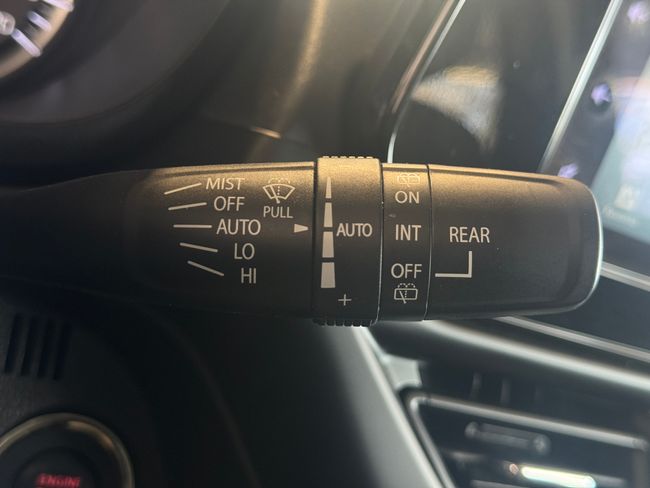 MIST
OFF
AUTO
LO
HI
PULL
AUTO
+
ON
INT
OFF
REAR
ENGINE